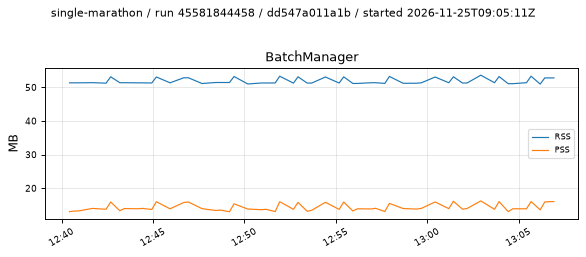 single-marathon / run 45581844458 / dd547a011a1b / started 2026-11-25T09:05:11Z
BatchManager
MB
50
40
30
20
RSS
PSS
12:40
12:45
12:50
12:55
13:00
13:05